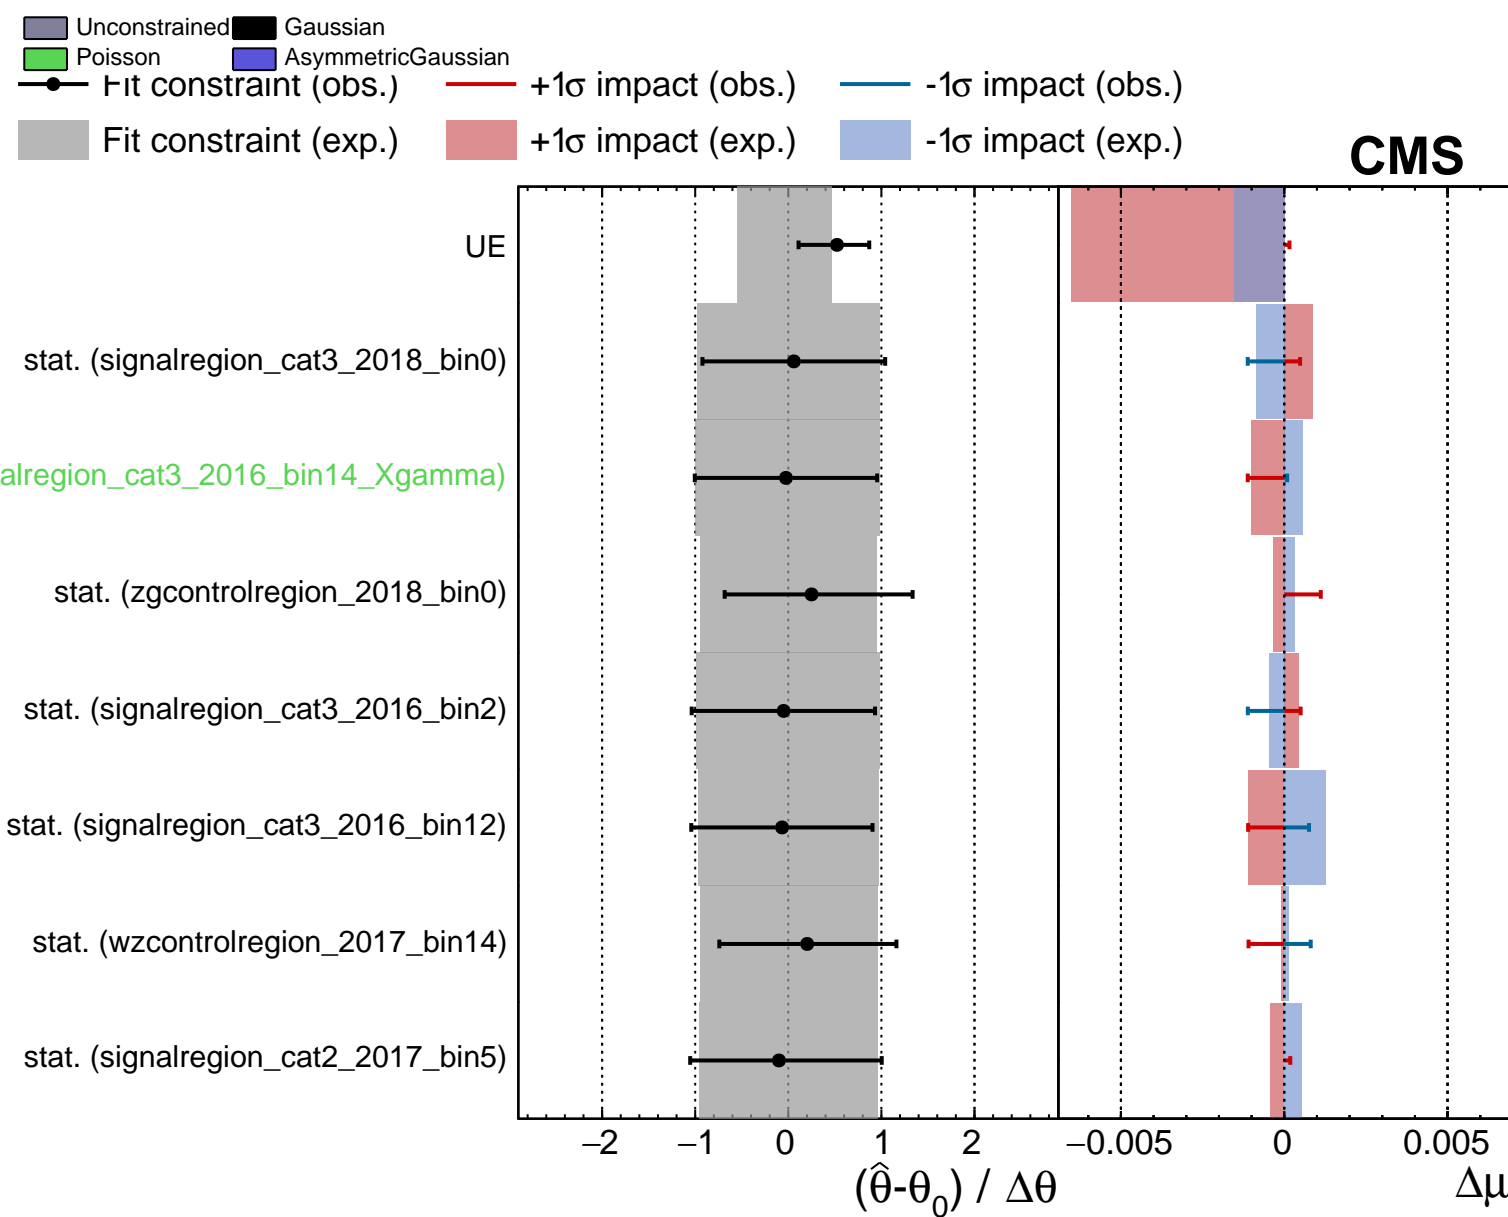 Unconstrained Gaussian
Poisson AsymmetricGaussian
Fit constraint (obs.) +1σ impact (obs.) -1σ impact (obs.)
Fit constraint (exp.) +1σ impact (exp.) -1σ impact (exp.)
CMS
UE
stat. (signalregion_cat3_2018_bin0)
alregion_cat3_2016_bin14_Xgamma)
stat. (zgcontrolregion_2018_bin0)
stat. (signalregion_cat3_2016_bin2)
stat. (signalregion_cat3_2016_bin12)
stat. (wzcontrolregion_2017_bin14)
stat. (signalregion_cat2_2017_bin5)
−2 −1 0 1 2 −0.005 0 0.005
(θ̂-θ₀) / Δθ Δμ